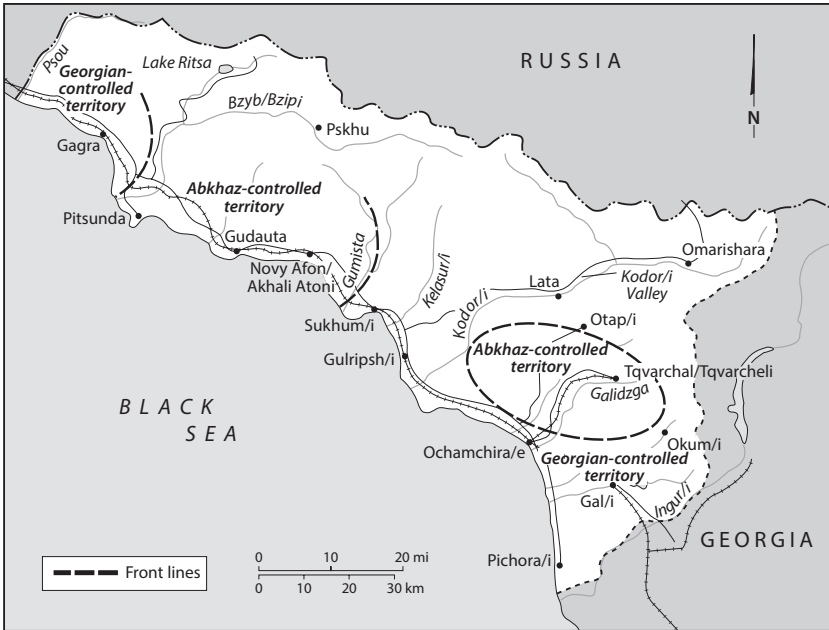 RUSSIA
Psou
Georgian-
controlled
territory
Lake Ritsa
Bzyb/Bzipi
Pskhu
N
Gagra
Abkhaz-controlled
territory
Pitsunda
Gudauta
Novy Afon/
Akhali Atoni
Gumista
Kelasur/i
Kodor/i
Omarishara
Lata
Kodor/i
Valley
Sukhum/i
Otap/i
Gulripsh/i
Abkhaz-controlled
territory
Tqvarchal/Tqvarcheli
Galidzga
BLACK
SEA
Ochamchira/e
Okum/i
Georgian-controlled
territory
Gal/i
Ingur/i
GEORGIA
Pichora/i
Front lines
0 10 20 mi
0 10 20 30 km